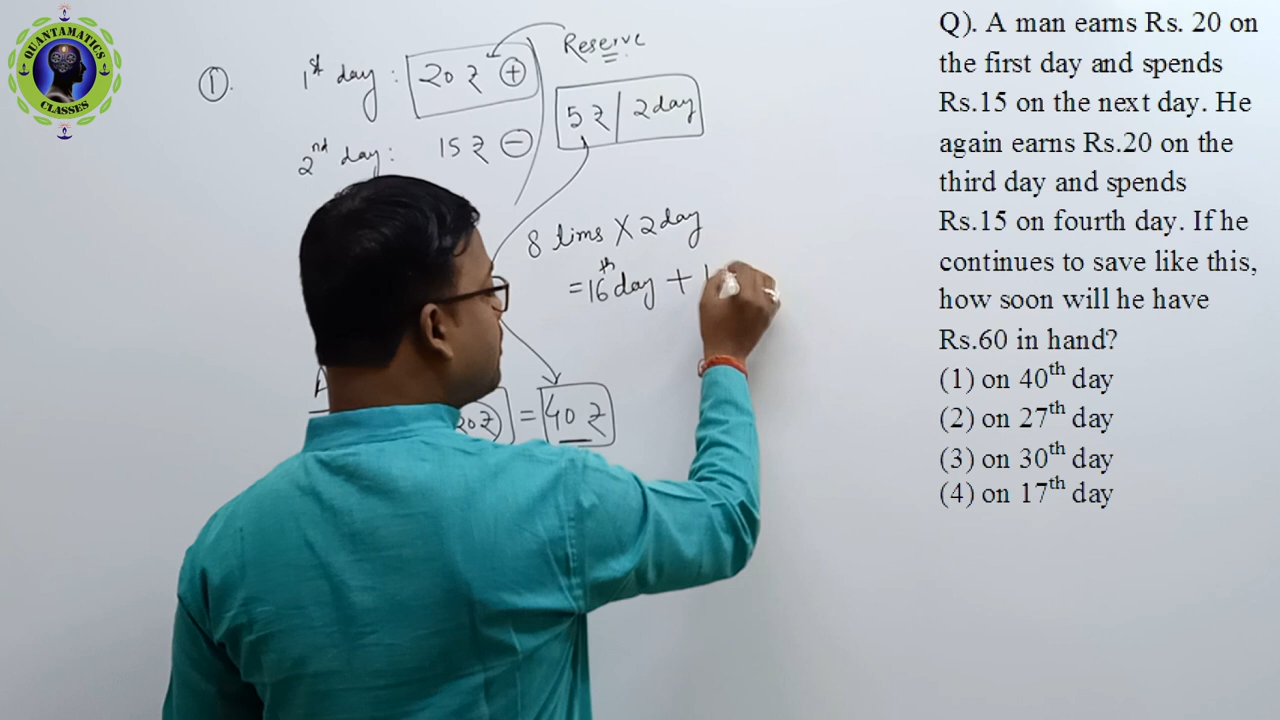 QUANTAMATICS
CLASSES
①.
1st day : 20 ₹ ⊕
Reserve
2nd day : 15 ₹ ⊖
5 ₹ / 2 day
8 tims X 2 day
= 16th day +
20 ₹) = 40 ₹
Q). A man earns Rs. 20 on
the first day and spends
Rs.15 on the next day. He
again earns Rs.20 on the
third day and spends
Rs.15 on fourth day. If he
continues to save like this,
how soon will he have
Rs.60 in hand?
(1) on 40th day
(2) on 27th day
(3) on 30th day
(4) on 17th day